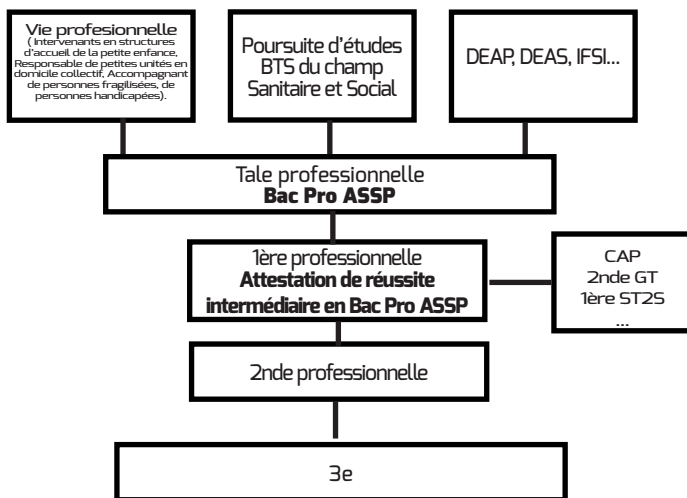 Vie profesionnelle
( Intervenants en structures
d'accueil de la petite enfance,
Responsable de petites unités en
domicile collectif, Accompagnant
de personnes fragilisées, de
personnes handicapées).
Poursuite d'études
BTS du champ
Sanitaire et Social
DEAP, DEAS, IFSI...
Tale professionnelle
Bac Pro ASSP
1ère professionnelle
Attestation de réussite
intermédiaire en Bac Pro ASSP
CAP
2nde GT
1ère ST2S
...
2nde professionnelle
3e